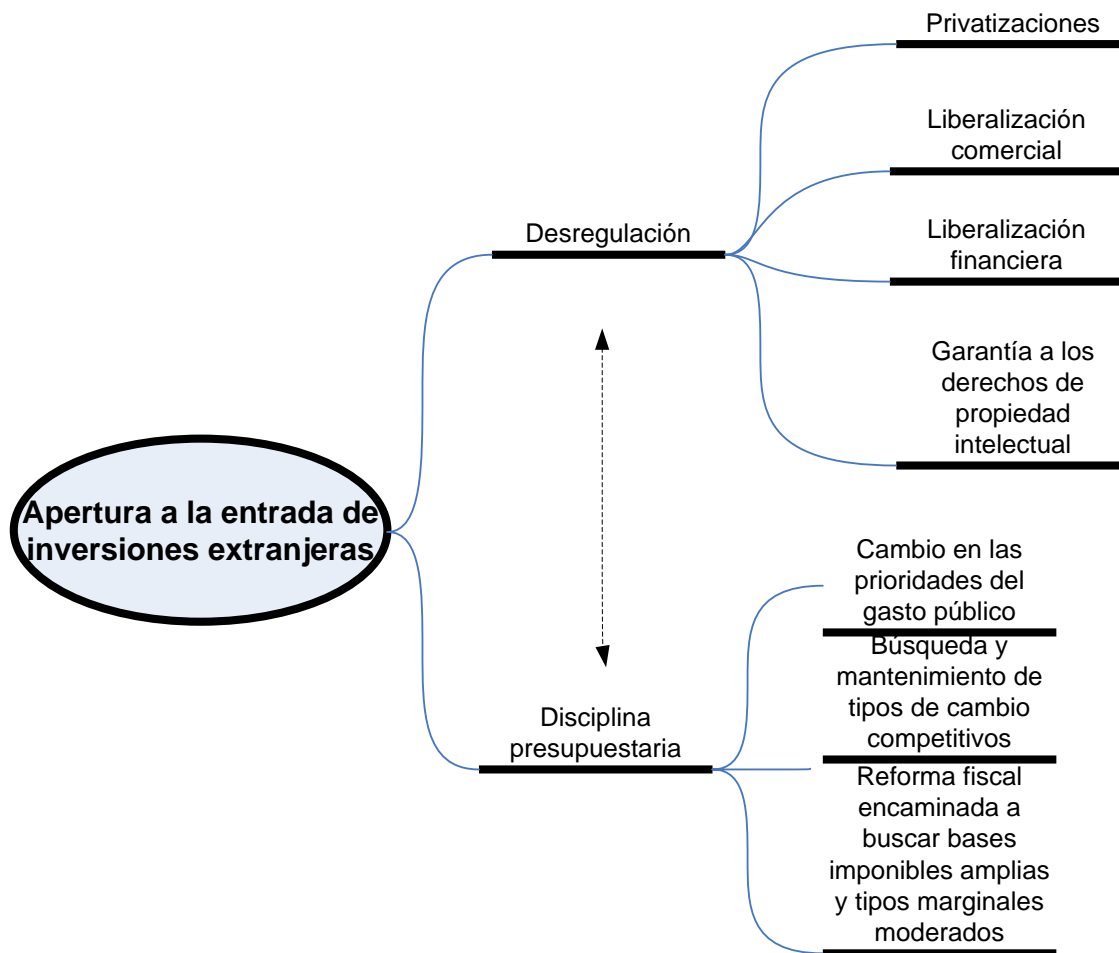 Privatizaciones
Liberalización
comercial
Desregulación
Liberalización
financiera
Garantía a los
derechos de
propiedad
intelectual
Apertura a la entrada de
inversiones extranjeras
Cambio en las
prioridades del
gasto público
Búsqueda y
mantenimiento de
tipos de cambio
competitivos
Disciplina
presupuestaria
Reforma fiscal
encaminada a
buscar bases
imponibles amplias
y tipos marginales
moderados